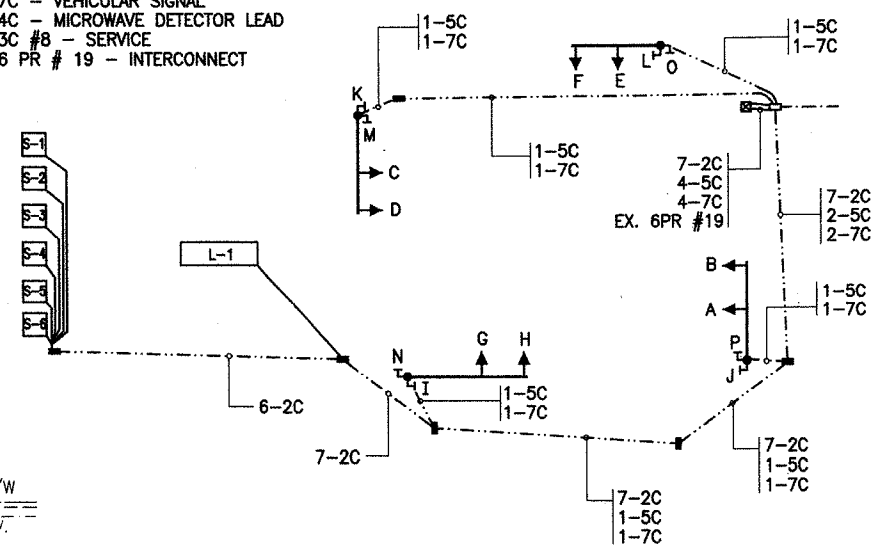 7C – VEHICULAR SIGNAL
4C – MICROWAVE DETECTOR LEAD
3C #8 – SERVICE
6 PR # 19 – INTERCONNECT
1–5C
1–7C
1–5C
1–7C
F
E
L
O
K
M
C
D
1–5C
1–7C
7–2C
4–5C
4–7C
EX. 6PR #19
7–2C
2–5C
2–7C
S–1
S–2
S–3
S–4
S–5
S–6
L–1
B
A
P
J
1–5C
1–7C
N
I
G
H
1–5C
1–7C
6–2C
7–2C
7–2C
1–5C
1–7C
7–2C
1–5C
1–7C